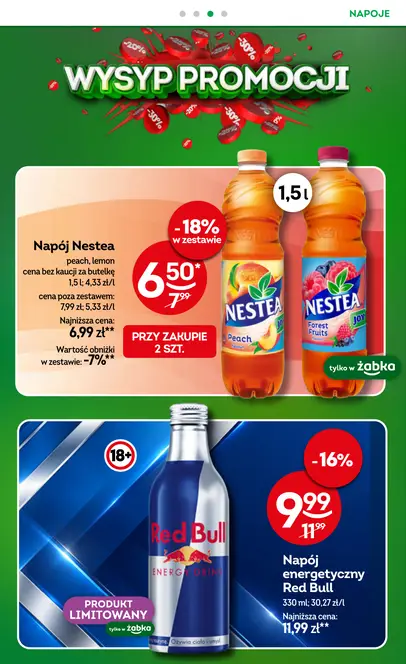 NAPOJE
WYSYP PROMOCJI
-30%
-30%
-30%
Napój Nestea
peach, lemon
cena bez kaucji za butelkę
1,5 l; 4,33 zł/l
cena poza zestawem:
7,99 zł; 5,33 zł/l
Najniższa cena:
6,99 zł**
Wartość obniżki
w zestawie: -7%**
-18%
w zestawie
6 50*
7 99
PRZY ZAKUPIE
2 SZT.
1,5 l
NESTEA
Peach
NESTEA
Forest
Fruits
tylko w żabka
18+
Red Bull
ENERGY DRINK
PRODUKT
LIMITOWANY
tylko w żabka
-16%
9 99
11 99
Napój
energetyczny
Red Bull
330 ml; 30,27 zł/l
Najniższa cena:
11,99 zł**